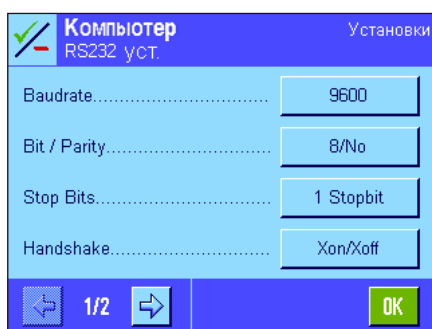 Компьютер Установки
RS232 уст.
Baudrate.............................. 9600
Bit / Parity........................... 8/No
Stop Bits............................. 1 Stopbit
Handshake........................... Xon/Xoff
1/2 OK